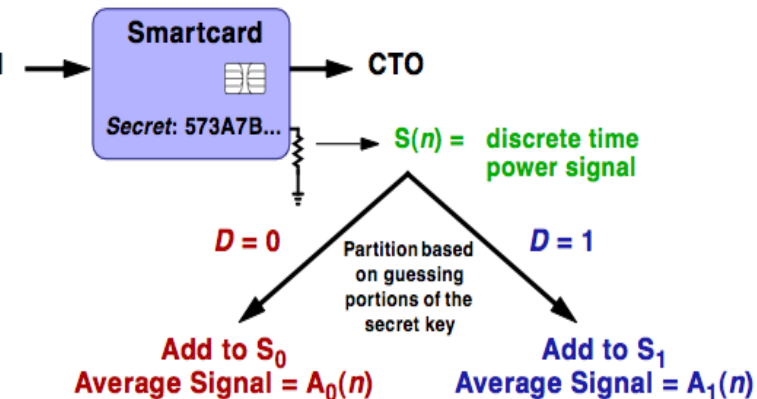 Smartcard
CTO
Secret: 573A7B...
S(n) = discrete time
power signal
D = 0
D = 1
Partition based
on guessing
portions of the
secret key
Add to S₀
Average Signal = A₀(n)
Add to S₁
Average Signal = A₁(n)